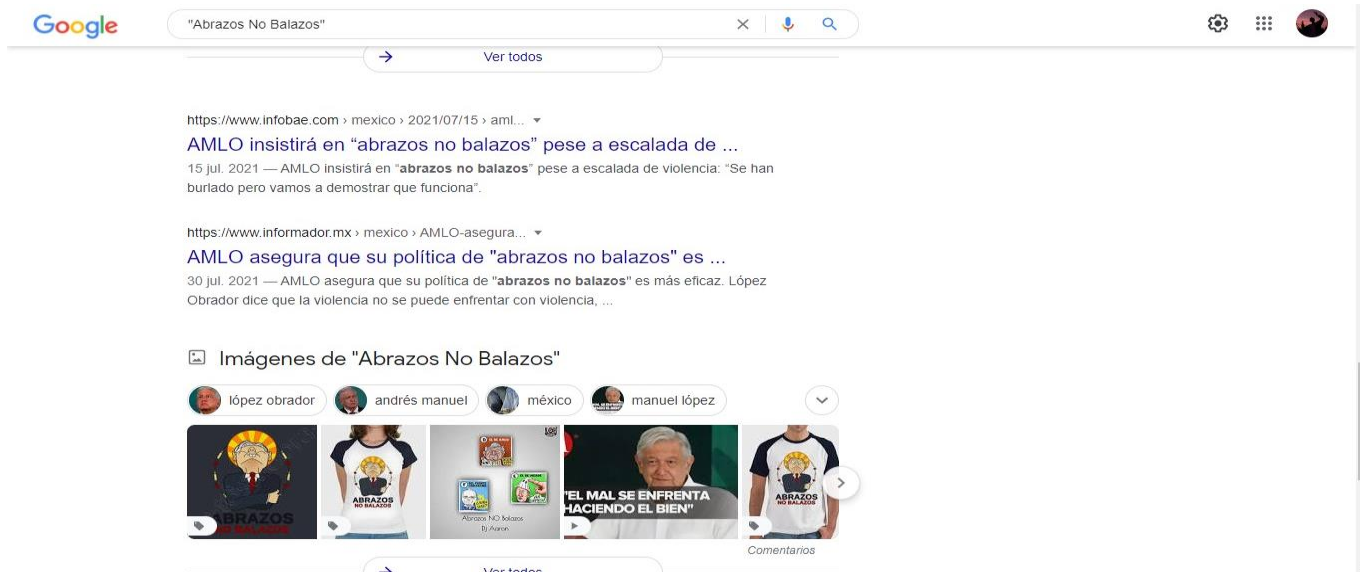 Google
"Abrazos No Balazos"
Ver todos
https://www.infobae.com › mexico › 2021/07/15 › aml...
AMLO insistirá en “abrazos no balazos” pese a escalada de ...
15 jul. 2021 — AMLO insistirá en “abrazos no balazos” pese a escalada de violencia: “Se han
burlado pero vamos a demostrar que funciona”.
https://www.informador.mx › mexico › AMLO-asegura...
AMLO asegura que su política de "abrazos no balazos" es ...
30 jul. 2021 — AMLO asegura que su política de "abrazos no balazos" es más eficaz. López
Obrador dice que la violencia no se puede enfrentar con violencia, ...
Imágenes de "Abrazos No Balazos"
lópez obrador
andrés manuel
méxico
manuel lópez
ABRAZOS
NO BALAZOS
ABRAZOS
NO BALAZOS
Abrazos NO Balazos
Dj Aaron
"EL MAL SE ENFRENTA
HACIENDO EL BIEN"
ABRAZOS
NO BALAZOS
Comentarios
Ver todos